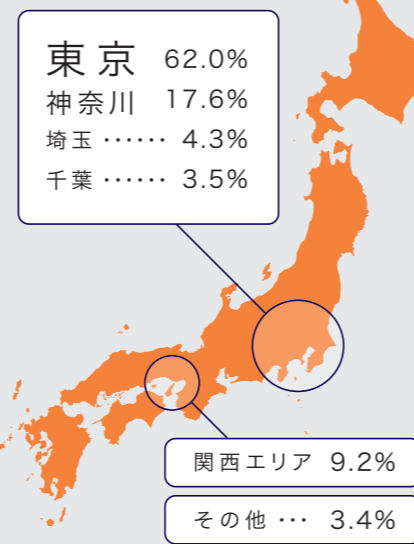 東京 62.0%
神奈川 17.6%
埼玉 ‥‥‥ 4.3%
千葉 ‥‥‥ 3.5%
関西エリア 9.2%
その他 ‥・ 3.4%